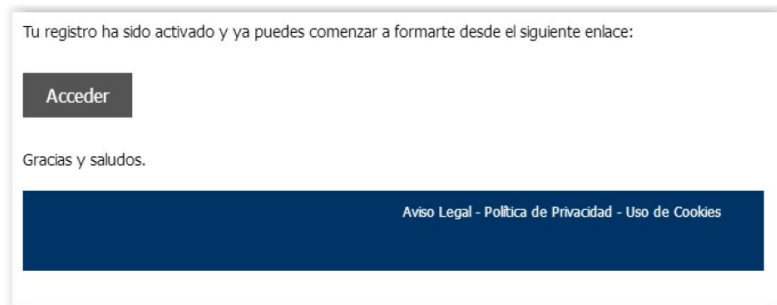 Tu registro ha sido activado y ya puedes comenzar a formarte desde el siguiente enlace:
Acceder
Gracias y saludos.
Aviso Legal - Política de Privacidad - Uso de Cookies